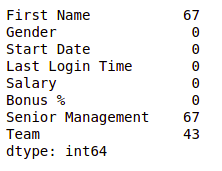 First Name 67
Gender 0
Start Date 0
Last Login Time 0
Salary 0
Bonus % 0
Senior Management 67
Team 43
dtype: int64